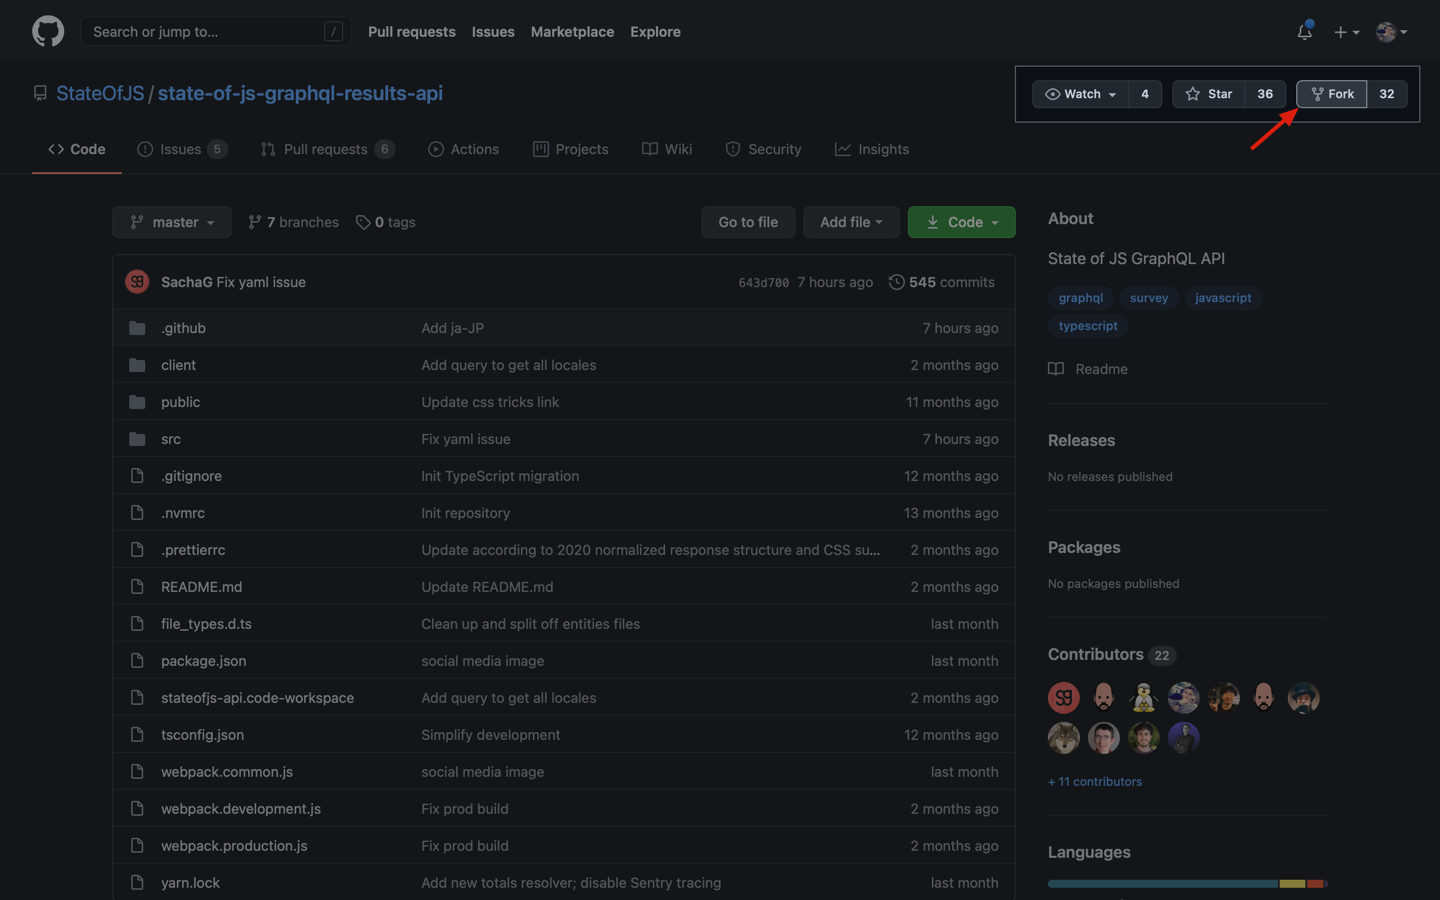 Search or jump to... /
Pull requests Issues Marketplace Explore
StateOfJS / state-of-js-graphql-results-api
Watch 4 Star 36 Fork 32
Code Issues 5 Pull requests 6 Actions Projects Wiki Security Insights
master 7 branches 0 tags Go to file Add file Code
SG SachaG Fix yaml issue 643d700 7 hours ago 545 commits
.github Add ja-JP 7 hours ago
client Add query to get all locales 2 months ago
public Update css tricks link 11 months ago
src Fix yaml issue 7 hours ago
.gitignore Init TypeScript migration 12 months ago
.nvmrc Init repository 13 months ago
.prettierrc Update according to 2020 normalized response structure and CSS su... 2 months ago
README.md Update README.md 2 months ago
file_types.d.ts Clean up and split off entities files last month
package.json social media image last month
stateofjs-api.code-workspace Add query to get all locales 2 months ago
tsconfig.json Simplify development 12 months ago
webpack.common.js social media image last month
webpack.development.js Fix prod build 2 months ago
webpack.production.js Fix prod build 2 months ago
yarn.lock Add new totals resolver; disable Sentry tracing last month
About
State of JS GraphQL API
graphql survey javascript
typescript
Readme
Releases
No releases published
Packages
No packages published
Contributors 22
SG
+ 11 contributors
Languages